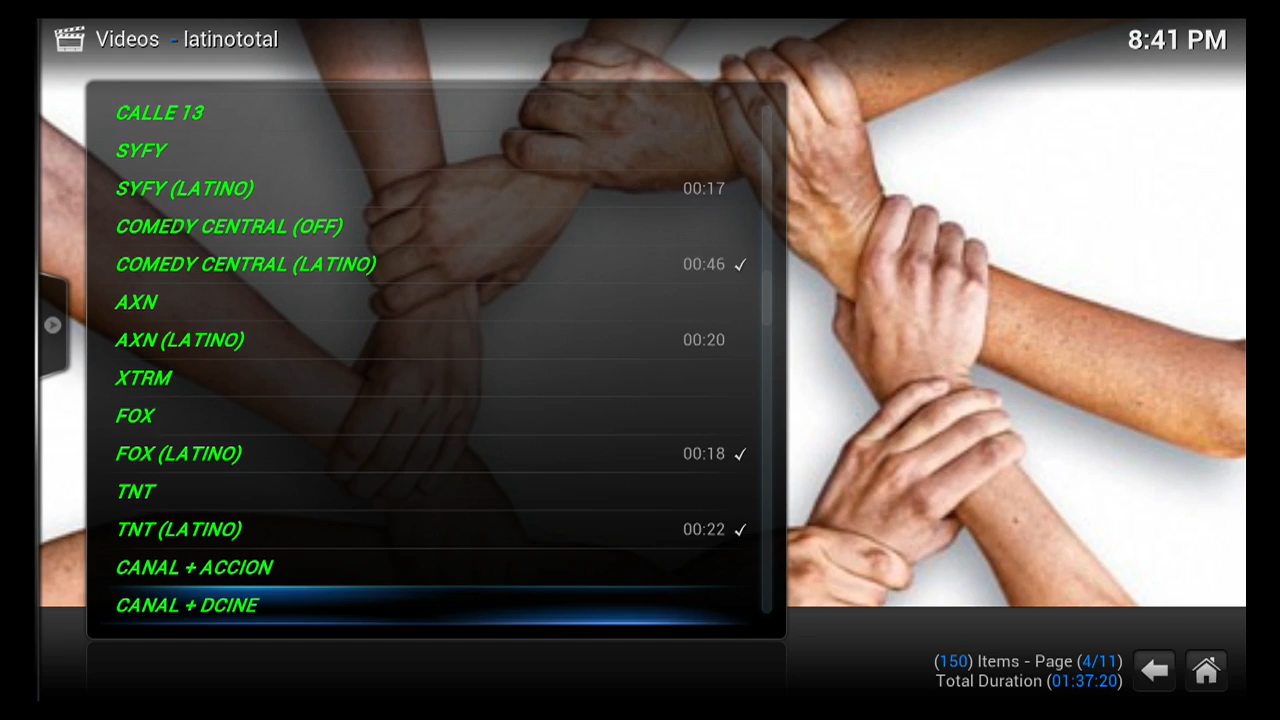 Videos - latinototal
8:41 PM
CALLE 13
SYFY
SYFY (LATINO) 00:17
COMEDY CENTRAL (OFF)
COMEDY CENTRAL (LATINO) 00:46 ✓
AXN
AXN (LATINO) 00:20
XTRM
FOX
FOX (LATINO) 00:18 ✓
TNT
TNT (LATINO) 00:22 ✓
CANAL + ACCION
CANAL + DCINE
(150) Items - Page (4/11)
Total Duration (01:37:20)